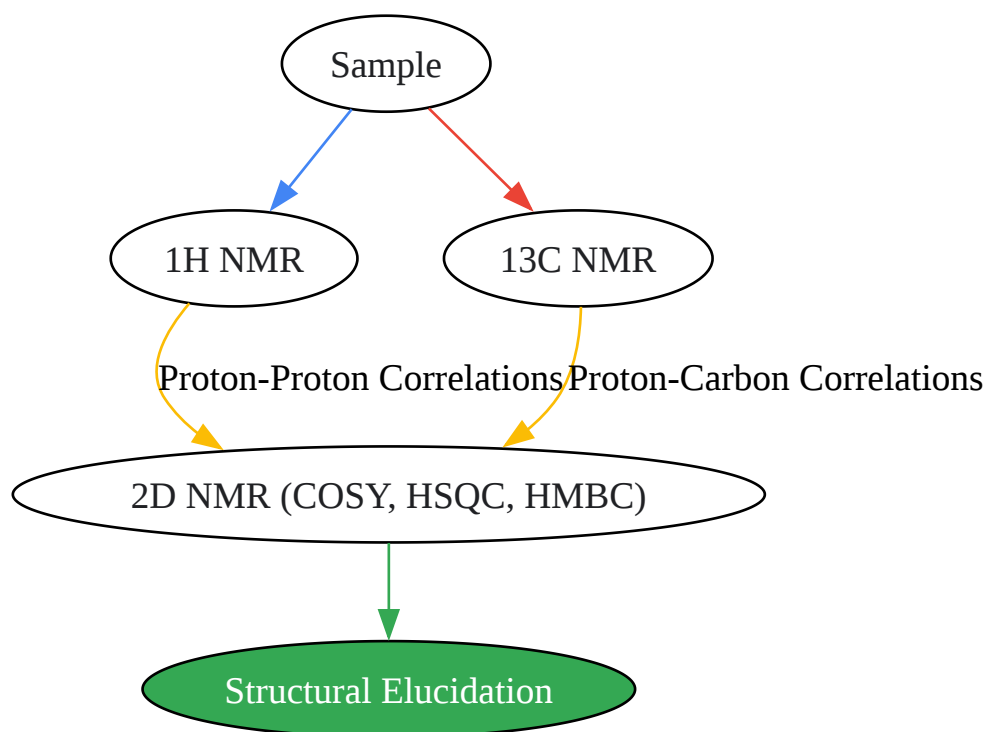 Sample
1H NMR
13C NMR
Proton-Proton Correlations
Proton-Carbon Correlations
2D NMR (COSY, HSQC, HMBC)
Structural Elucidation